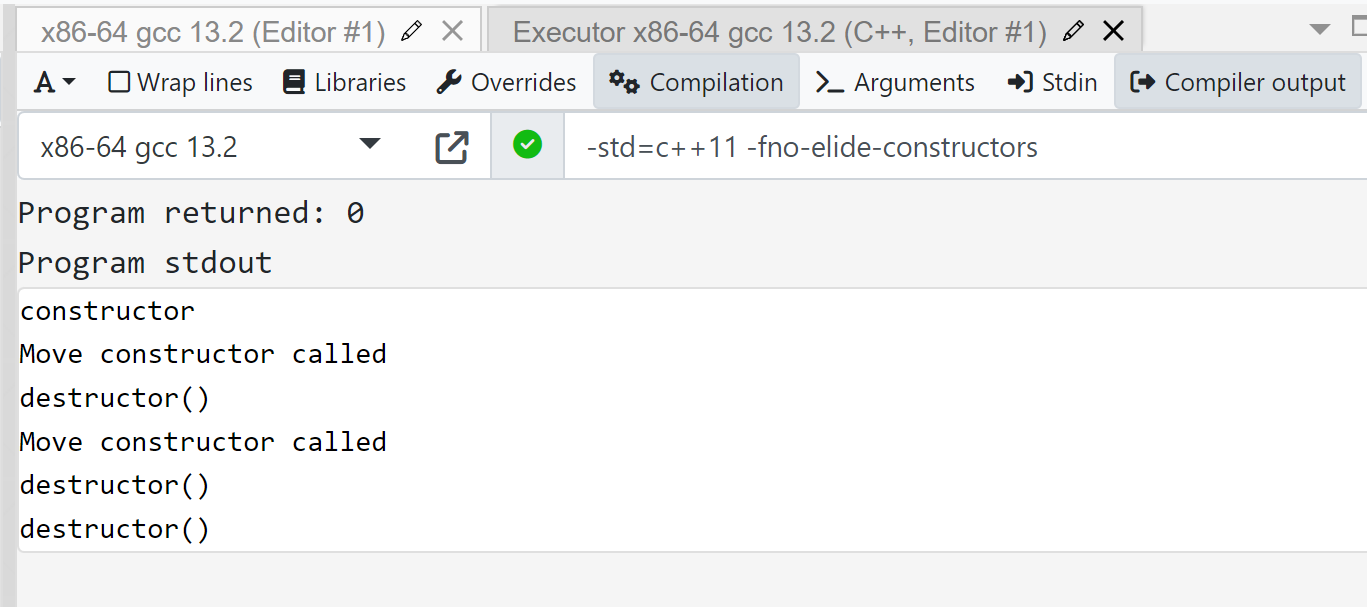 x86-64 gcc 13.2 (Editor #1) Executor x86-64 gcc 13.2 (C++, Editor #1)
A Wrap lines Libraries Overrides Compilation Arguments Stdin Compiler output
x86-64 gcc 13.2 -std=c++11 -fno-elide-constructors
Program returned: 0
Program stdout
constructor
Move constructor called
destructor()
Move constructor called
destructor()
destructor()